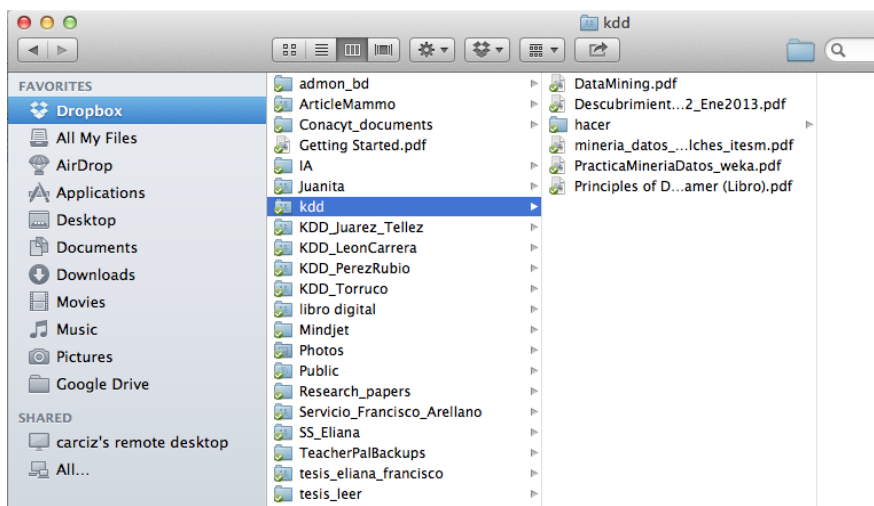 kdd
FAVORITES
Dropbox
All My Files
AirDrop
Applications
Desktop
Documents
Downloads
Movies
Music
Pictures
Google Drive
SHARED
carciz's remote desktop
All...
admon_bd
ArticleMammo
Conacyt_documents
Getting Started.pdf
IA
Juanita
kdd
KDD_Juarez_Tellez
KDD_LeonCarrera
KDD_PerezRubio
KDD_Torruco
libro digital
Mindjet
Photos
Public
Research_papers
Servicio_Francisco_Arellano
SS_Eliana
TeacherPalBackups
tesis_eliana_francisco
tesis_leer
DataMining.pdf
Descubrimient...2_Ene2013.pdf
hacer
mineria_datos_...lches_itesm.pdf
PracticaMineriaDatos_weka.pdf
Principles of D...amer (Libro).pdf